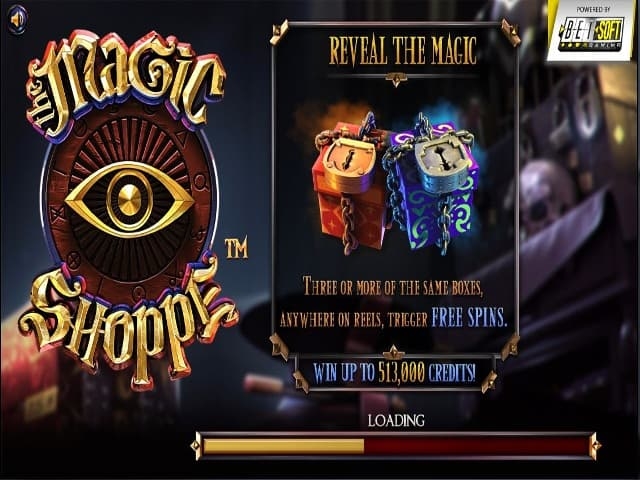 the
MAGIC
SHOPPE
TM
REVEAL THE MAGIC
THREE OR MORE OF THE SAME BOXES,
ANYWHERE ON REELS, TRIGGER FREE SPINS.
WIN UP TO 513,000 CREDITS!
LOADING
POWERED BY
BETSOFT
GAMING